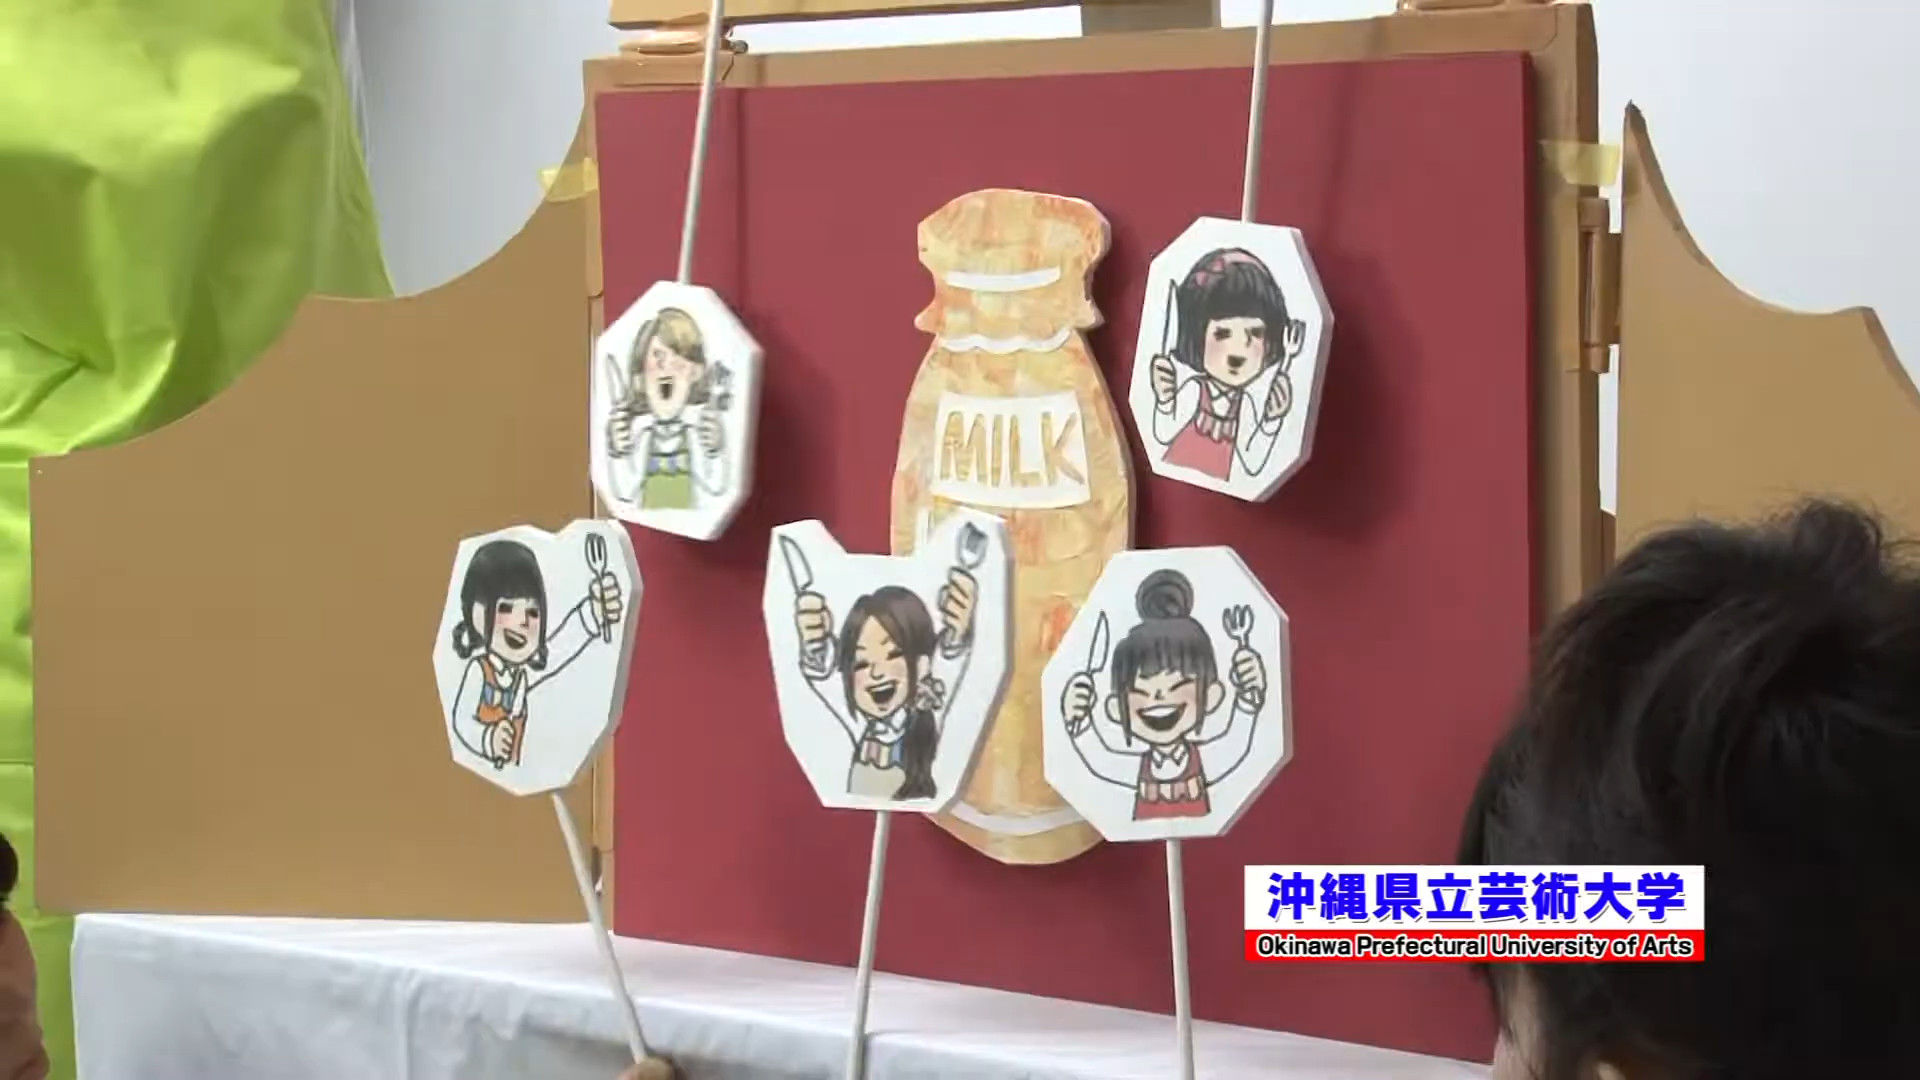 MILK
沖縄県立芸術大学
Okinawa Prefectural University of Arts